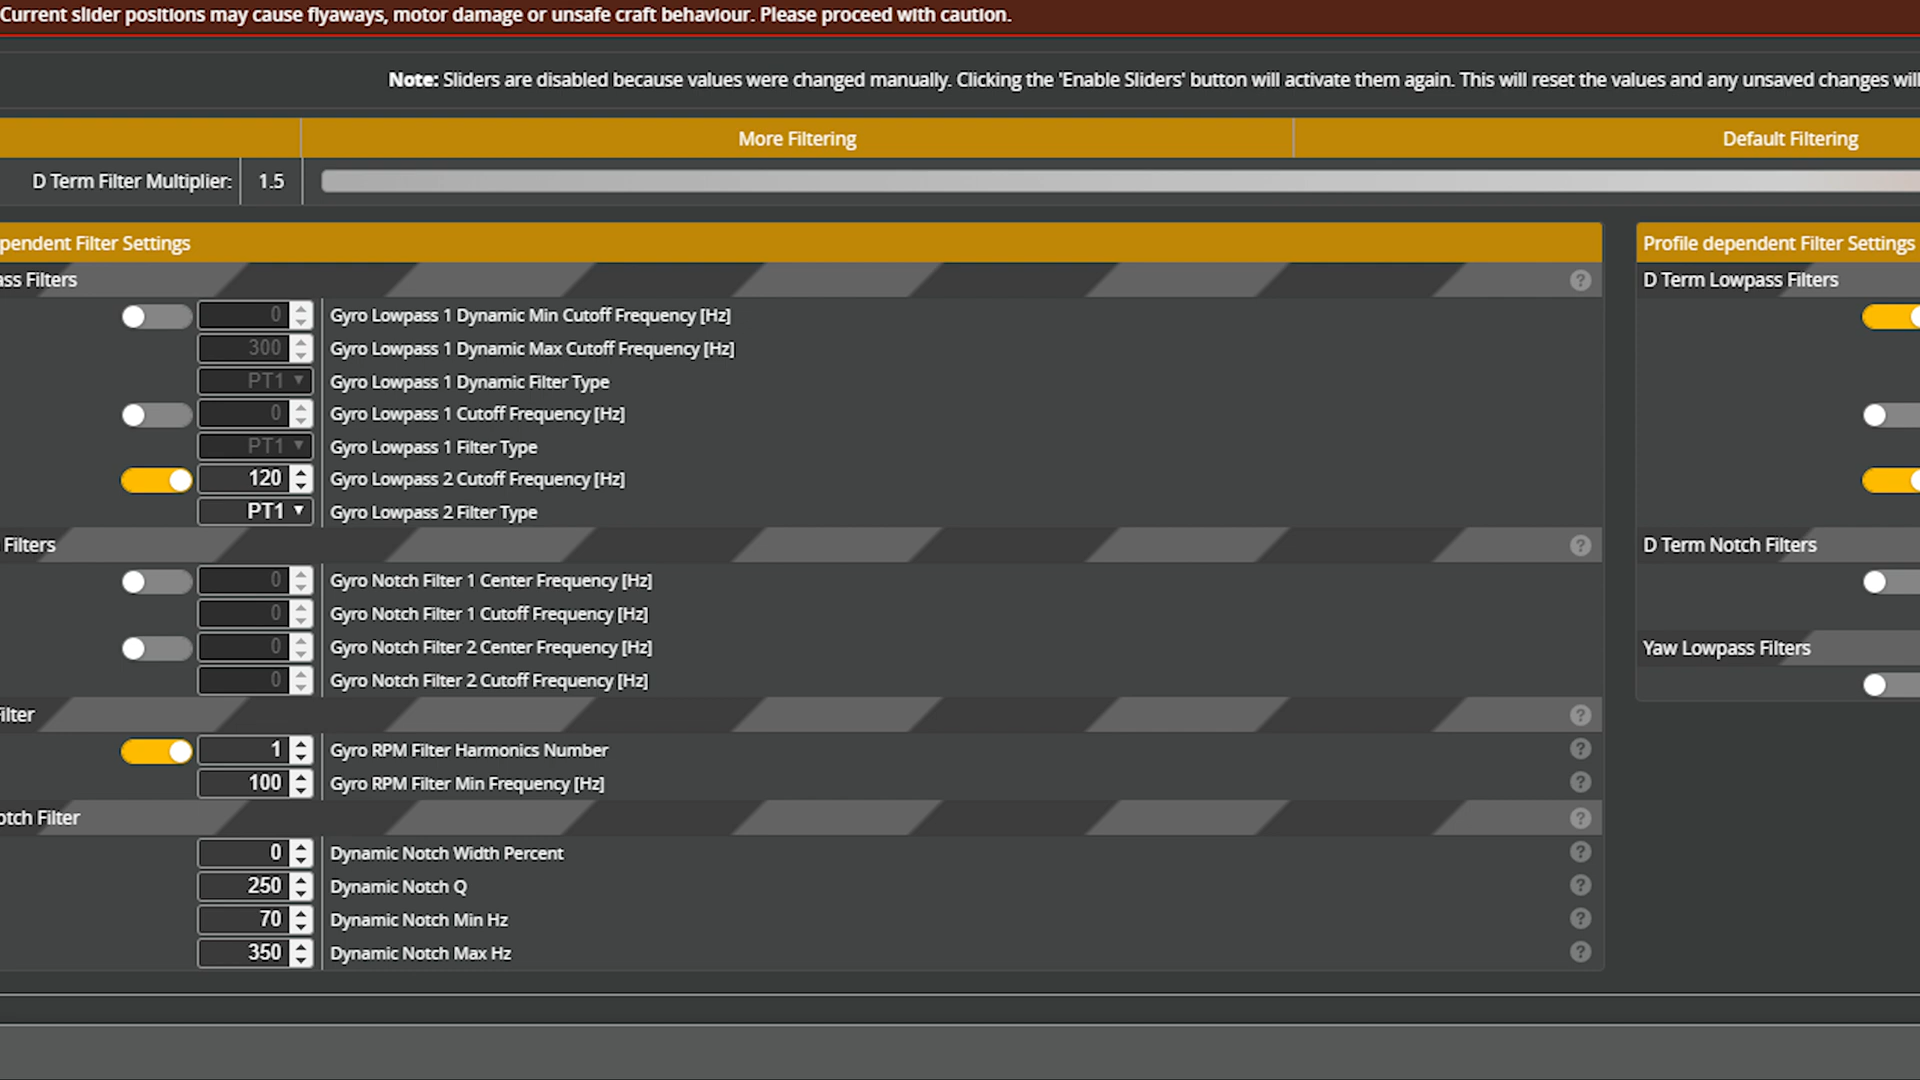 Current slider positions may cause flyaways, motor damage or unsafe craft behaviour. Please proceed with caution.
Note: Sliders are disabled because values were changed manually. Clicking the 'Enable Sliders' button will activate them again. This will reset the values and any unsaved changes will
More Filtering
Default Filtering
D Term Filter Multiplier: 1.5
pendent Filter Settings
Profile dependent Filter Settings
ass Filters
D Term Lowpass Filters
0 Gyro Lowpass 1 Dynamic Min Cutoff Frequency [Hz]
300 Gyro Lowpass 1 Dynamic Max Cutoff Frequency [Hz]
PT1 Gyro Lowpass 1 Dynamic Filter Type
0 Gyro Lowpass 1 Cutoff Frequency [Hz]
PT1 Gyro Lowpass 1 Filter Type
120 Gyro Lowpass 2 Cutoff Frequency [Hz]
PT1 Gyro Lowpass 2 Filter Type
Filters
D Term Notch Filters
0 Gyro Notch Filter 1 Center Frequency [Hz]
0 Gyro Notch Filter 1 Cutoff Frequency [Hz]
0 Gyro Notch Filter 2 Center Frequency [Hz]
Yaw Lowpass Filters
0 Gyro Notch Filter 2 Cutoff Frequency [Hz]
ilter
1 Gyro RPM Filter Harmonics Number
100 Gyro RPM Filter Min Frequency [Hz]
otch Filter
0 Dynamic Notch Width Percent
250 Dynamic Notch Q
70 Dynamic Notch Min Hz
350 Dynamic Notch Max Hz